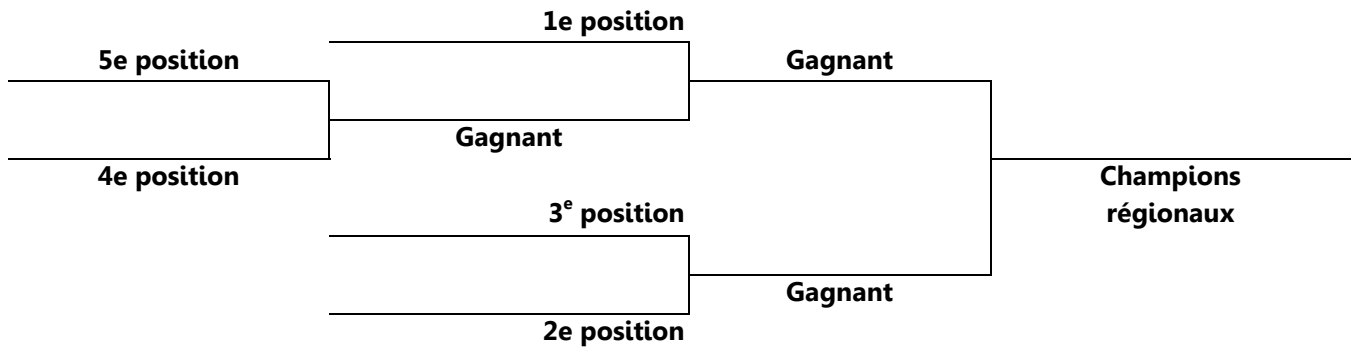 1e position
5e position
Gagnant
Gagnant
4e position
Champions
régionaux
3e position
Gagnant
2e position